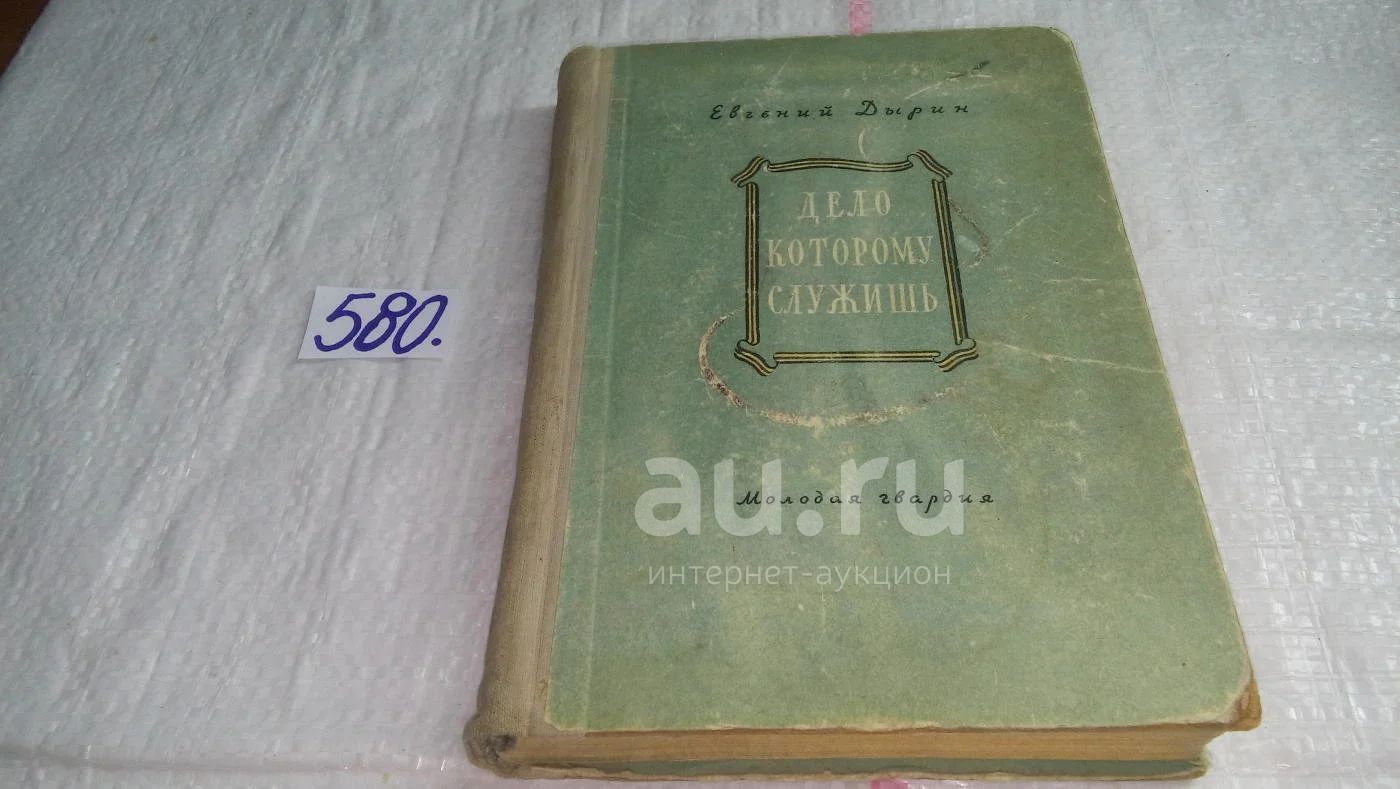 Евгений Дырин
ДЕЛО
КОТОРОМУ
СЛУЖИШЬ
580.
au.ru
Молодая гвардия
интернет-аукцион